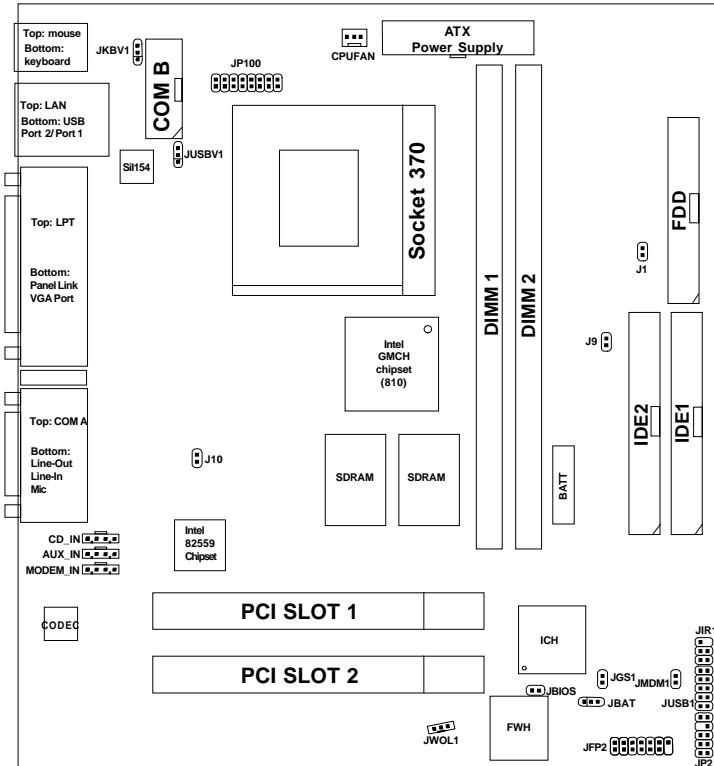 Top: mouse
Bottom:
keyboard
JKBV1
COM B
JP100
CPUFAN
ATX
Power Supply
Top: LAN
Bottom: USB
Port 2/ Port 1
SiI154
JUSBV1
Socket 370
DIMM 1
DIMM 2
FDD
J1
Top: LPT
Bottom:
Panel Link
VGA Port
Intel
GMCH
chipset
(810)
J9
IDE2
IDE1
Top: COM A
Bottom:
Line-Out
Line-In
Mic
J10
SDRAM
SDRAM
BATT
CD_IN
AUX_IN
MODEM_IN
Intel
82559
Chipset
CODEC
PCI SLOT 1
PCI SLOT 2
ICH
JIR1
JGS1
JMDM1
JBIOS
JBAT
JUSB1
JWOL1
FWH
JFP2
JP2